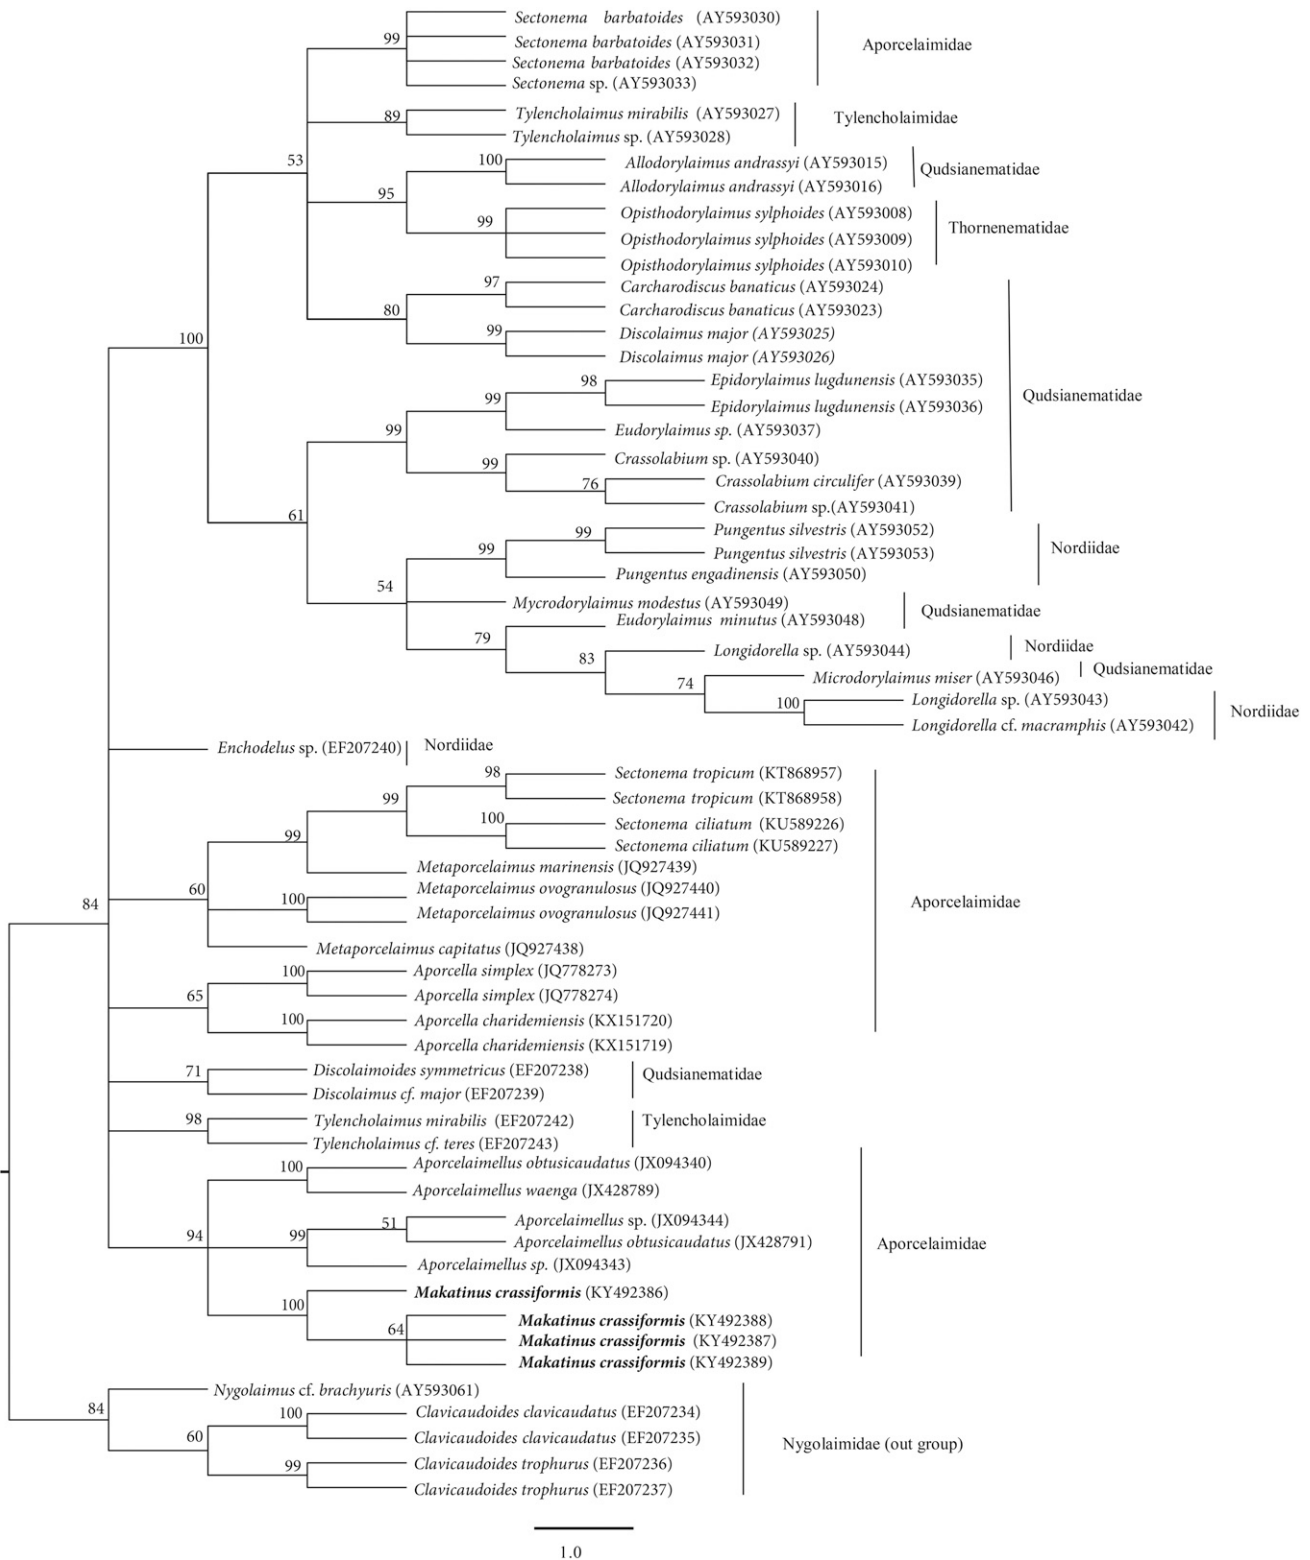 Sectonema barbatoides (AY593030)
99
Sectonema barbatoides (AY593031)
Aporcelaimidae
Sectonema barbatoides (AY593032)
Sectonema sp. (AY593033)
89
Tylencholaimus mirabilis (AY593027)
Tylencholaimidae
Tylencholaimus sp. (AY593028)
53
100
Allodorylaimus andrassyi (AY593015)
Qudsianematidae
Allodorylaimus andrassyi (AY593016)
95
Opisthodorylaimus sylphoides (AY593008)
99
Thornenematidae
Opisthodorylaimus sylphoides (AY593009)
Opisthodorylaimus sylphoides (AY593010)
97
Carcharodiscus banaticus (AY593024)
80
Carcharodiscus banaticus (AY593023)
99
Discolaimus major (AY593025)
100
Discolaimus major (AY593026)
98
Epidorylaimus lugdunensis (AY593035)
Qudsianematidae
99
Epidorylaimus lugdunensis (AY593036)
99
Eudorylaimus sp. (AY593037)
99
Crassolabium sp. (AY593040)
76
Crassolabium circulifer (AY593039)
61
Crassolabium sp.(AY593041)
99
Pungentus silvestris (AY593052)
Nordiidae
99
Pungentus silvestris (AY593053)
Pungentus engadinensis (AY593050)
54
Mycrodorylaimus modestus (AY593049)
Qudsianematidae
Eudorylaimus minutus (AY593048)
79
83
Longidorella sp. (AY593044)
Nordiidae
74
Microdorylaimus miser (AY593046)
Qudsianematidae
100
Longidorella sp. (AY593043)
Nordiidae
Longidorella cf. macramphis (AY593042)
Enchodelus sp. (EF207240)
Nordiidae
98
Sectonema tropicum (KT868957)
99
Sectonema tropicum (KT868958)
100
Sectonema ciliatum (KU589226)
99
Sectonema ciliatum (KU589227)
Metaporcelaimus marinensis (JQ927439)
60
100
Metaporcelaimus ovogranulosus (JQ927440)
84
Aporcelaimidae
Metaporcelaimus ovogranulosus (JQ927441)
Metaporcelaimus capitatus (JQ927438)
100
Aporcella simplex (JQ778273)
65
Aporcella simplex (JQ778274)
100
Aporcella charidemiensis (KX151720)
Aporcella charidemiensis (KX151719)
71
Discolaimoides symmetricus (EF207238)
Qudsianematidae
Discolaimus cf. major (EF207239)
98
Tylencholaimus mirabilis (EF207242)
Tylencholaimidae
Tylencholaimus cf. teres (EF207243)
100
Aporcelaimellus obtusicaudatus (JX094340)
Aporcelaimellus waenga (JX428789)
94
99
51
Aporcelaimellus sp. (JX094344)
Aporcelaimellus obtusicaudatus (JX428791)
Aporcelaimidae
Aporcelaimellus sp. (JX094343)
100
Makatinus crassiformis (KY492386)
64
Makatinus crassiformis (KY492388)
Makatinus crassiformis (KY492387)
Makatinus crassiformis (KY492389)
84
Nygolaimus cf. brachyuris (AY593061)
100
Clavicaudoides clavicaudatus (EF207234)
60
Clavicaudoides clavicaudatus (EF207235)
Nygolaimidae (out group)
99
Clavicaudoides trophurus (EF207236)
Clavicaudoides trophurus (EF207237)
1.0